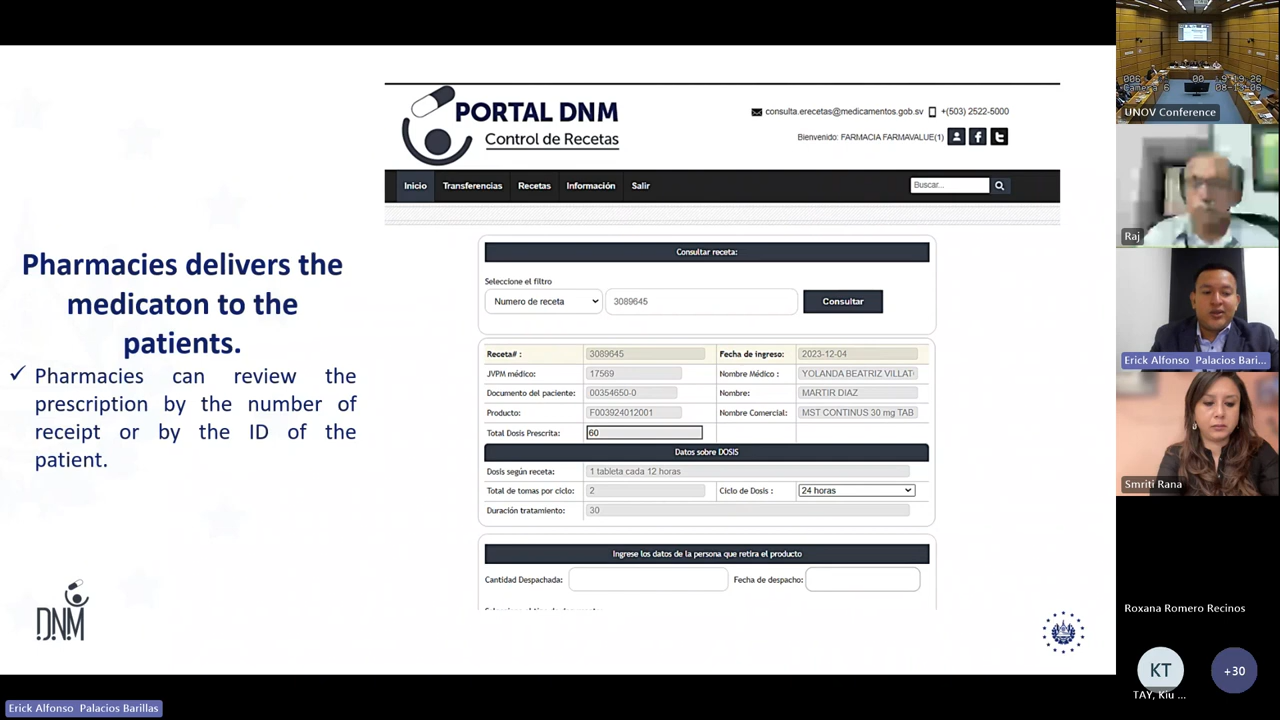 Pharmacies delivers the
medicaton to the
patients.
✓ Pharmacies can review the
prescription by the number of
receipt or by the ID of the
patient.
DNM
PORTAL DNM
Control de Recetas
consulta.erecetas@medicamentos.gob.sv +(503) 2522-5000
Bienvenido: FARMACIA FARMAVALUE(1)
Inicio Transferencias Recetas Información Salir Buscar...
Consultar receta:
Seleccione el filtro
Numero de receta 3089645 Consultar
Receta# : 3089645 Fecha de ingreso: 2023-12-04
JVPM médico: 17569 Nombre Médico : YOLANDA BEATRIZ VILLAT
Documento del paciente: 00354650-0 Nombre: MARTIR DIAZ
Producto: F003924012001 Nombre Comercial: MST CONTINUS 30 mg TAB
Total Dosis Prescrita: 60
Datos sobre DOSIS
Dosis según receta: 1 tableta cada 12 horas
Total de tomas por ciclo: 2 Ciclo de Dosis : 24 horas
Duración tratamiento: 30
Ingrese los datos de la persona que retira el producto
Cantidad Despachada: Fecha de despacho:
Camera 6
UNOV Conference
Raj
Erick Alfonso Palacios Bari...
Smriti Rana
Roxana Romero Recinos
KT +30
TAY, Kiu ...
Erick Alfonso Palacios Barillas